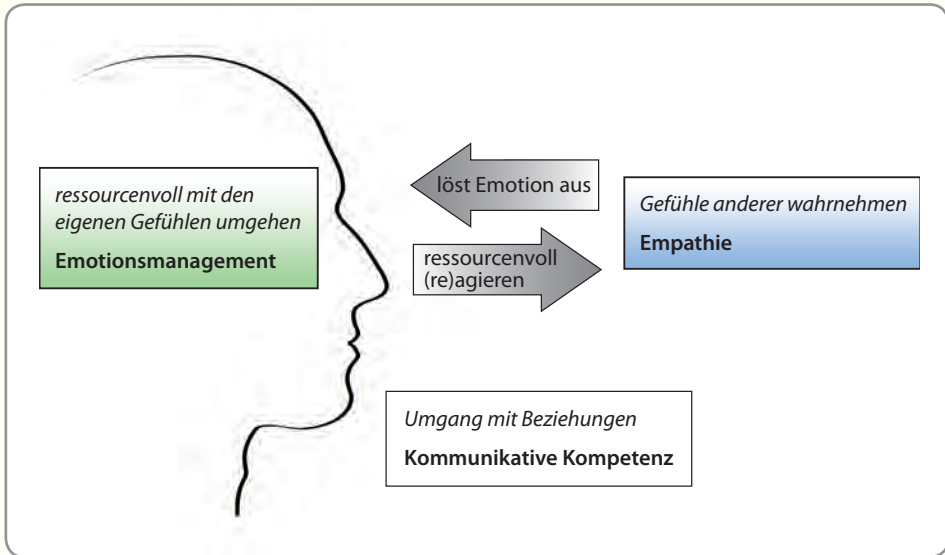 ressourcenvoll mit den
eigenen Gefühlen umgehen
Emotionsmanagement
löst Emotion aus
ressourcenvoll
(re)agieren
Gefühle anderer wahrnehmen
Empathie
Umgang mit Beziehungen
Kommunikative Kompetenz